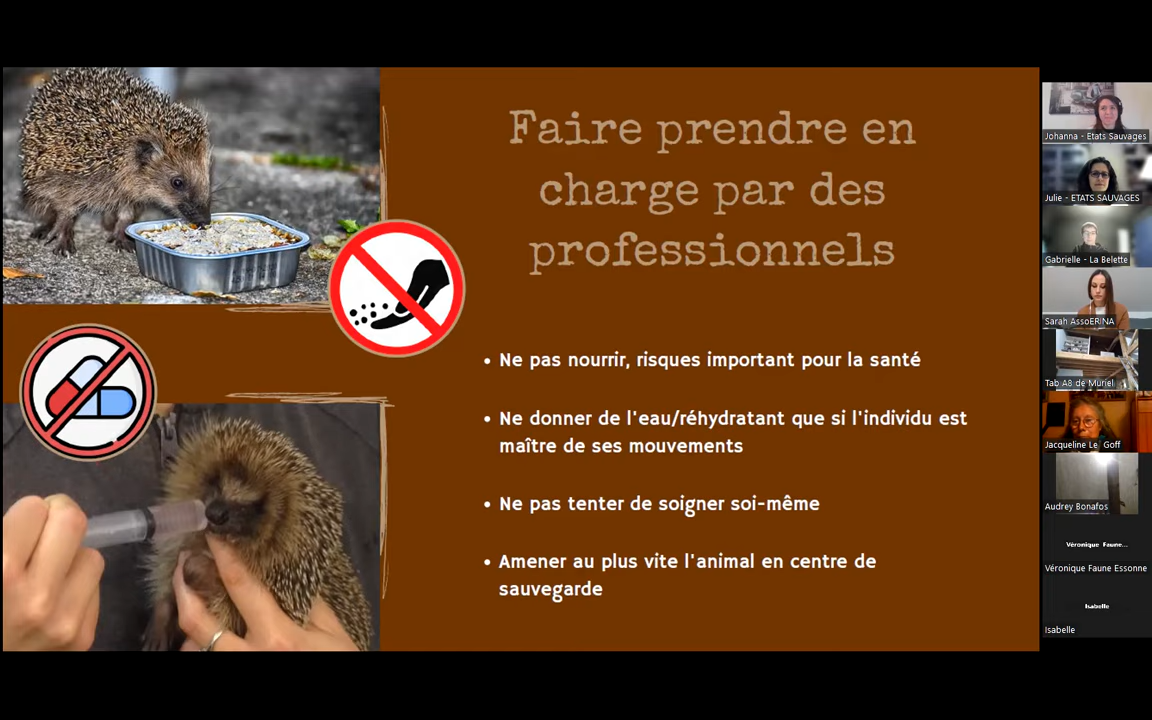 Faire prendre en
charge par des
professionnels
• Ne pas nourrir, risques important pour la santé
• Ne donner de l'eau/réhydratant que si l'individu est
maître de ses mouvements
• Ne pas tenter de soigner soi-même
• Amener au plus vite l'animal en centre de
sauvegarde
Johanna - Etats Sauvages
Julie - ETATS SAUVAGES
Gabrielle - La Belette
Sarah AssoERINA
Tab A8 de Muriel
Jacqueline Le Goff
Audrey Bonafos
Véronique Faune...
Véronique Faune Essonne
Isabelle
Isabelle